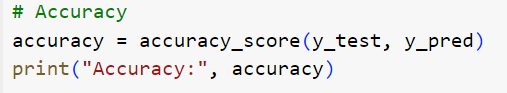 # Accuracy
accuracy = accuracy_score(y_test, y_pred)
print("Accuracy:", accuracy)